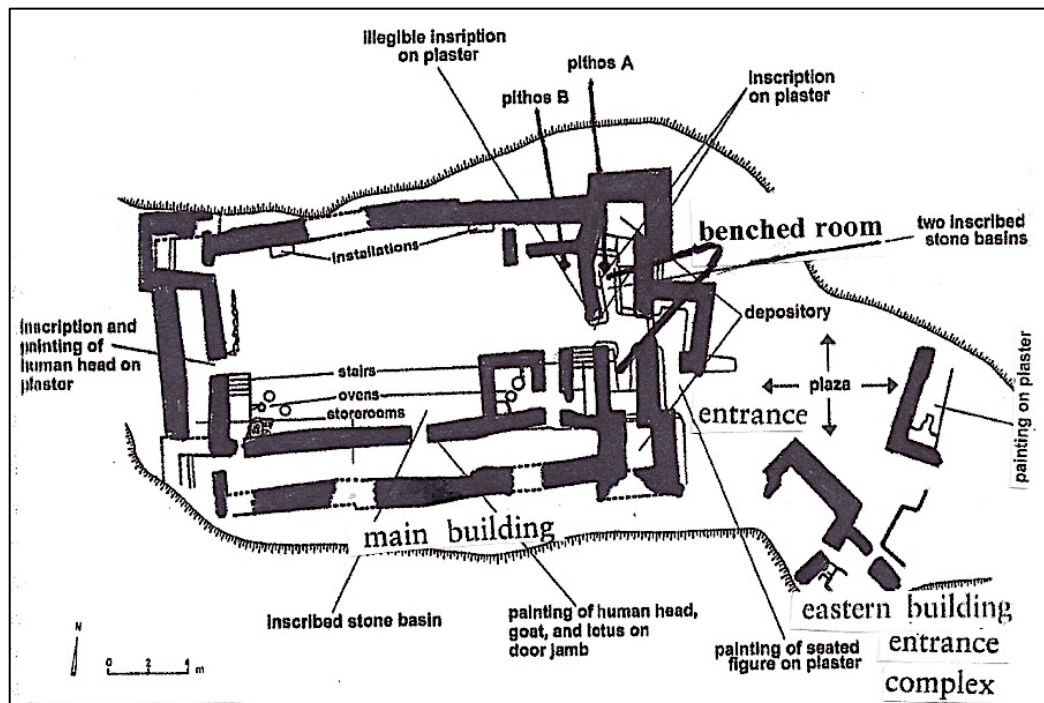 illegible insription
on plaster
pithos A
pithos B
inscription
on plaster
benched room
two inscribed
stone basins
installations
depository
inscription and
painting of
human head on
plaster
stairs
ovens
storerooms
plaza
entrance
painting on plaster
main building
inscribed stone basin
painting of human head,
goat, and lotus on
door jamb
painting of seated
figure on plaster
eastern building
entrance
complex
N
0 2 4 m